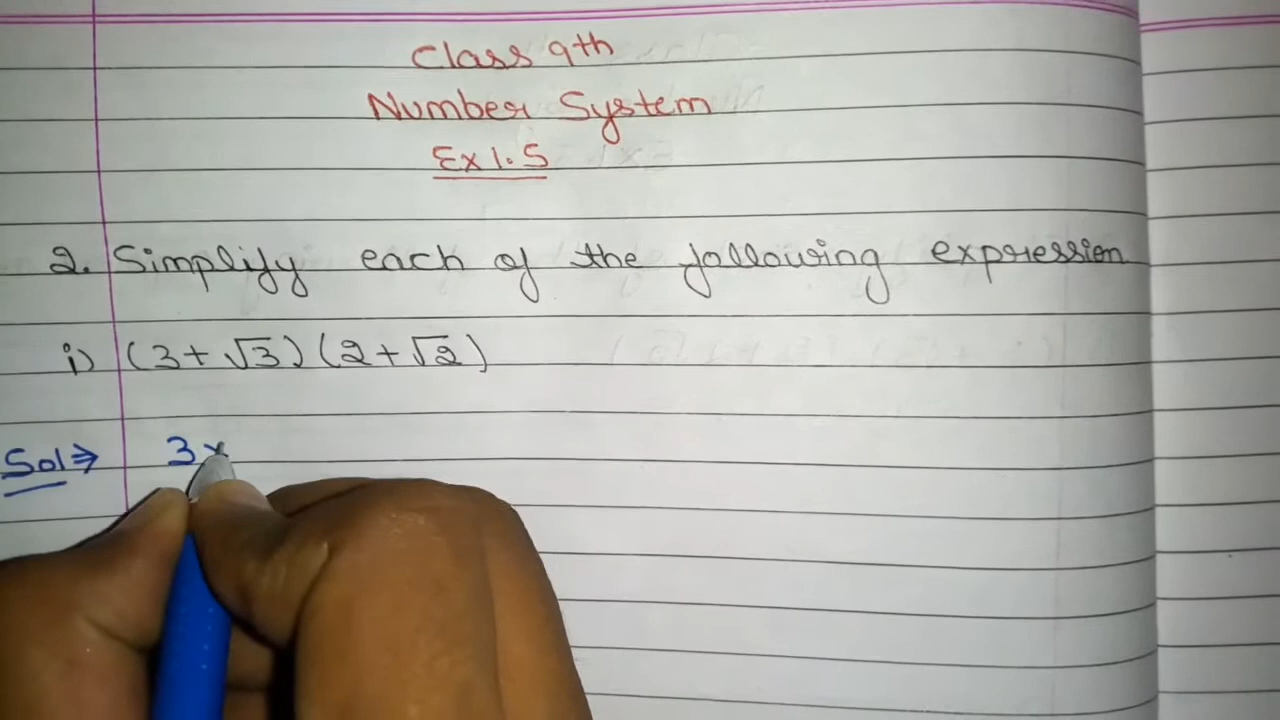 Class 9th
Number System
Ex 1.5
2. Simplify each of the following expression
i) (3+√3)(2+√2)
Sol⇒ 3×